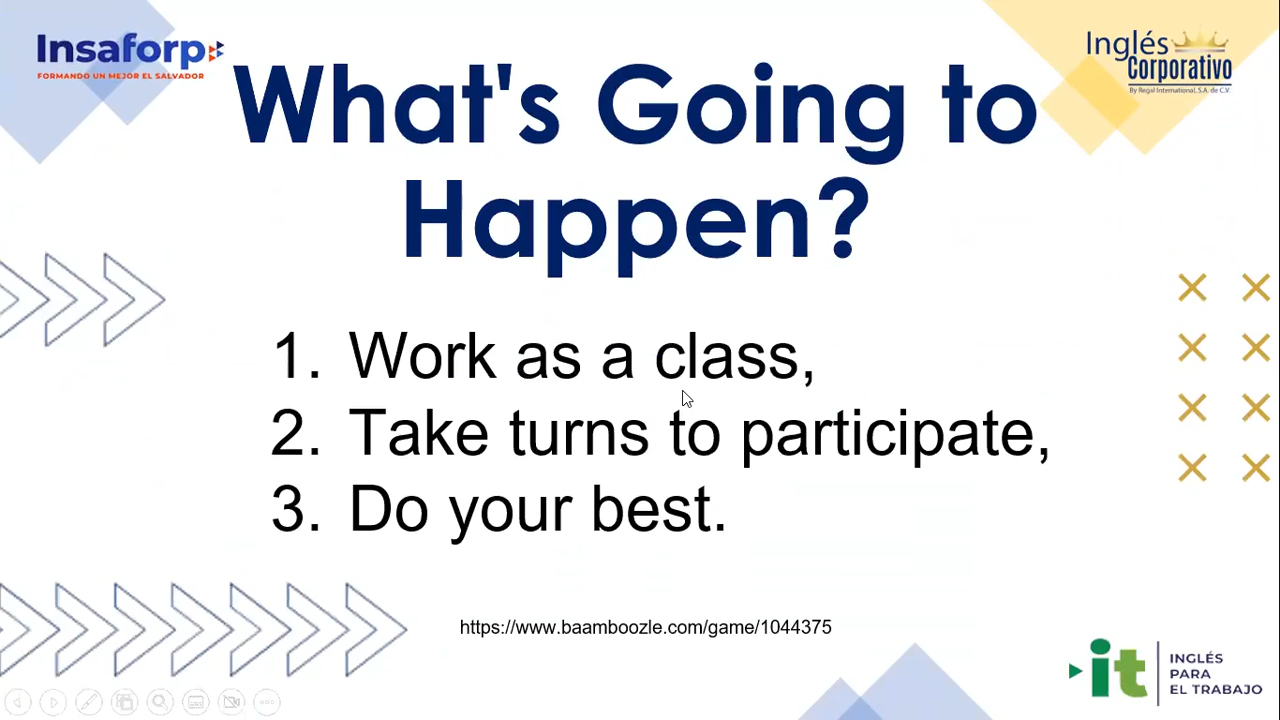 Insaforp
FORMANDO UN MEJOR EL SALVADOR
Inglés
Corporativo
By Regal International, S.A. de C.V.
What's Going to
Happen?
1. Work as a class,
2. Take turns to participate,
3. Do your best.
https://www.baamboozle.com/game/1044375
it
INGLÉS
PARA
EL TRABAJO